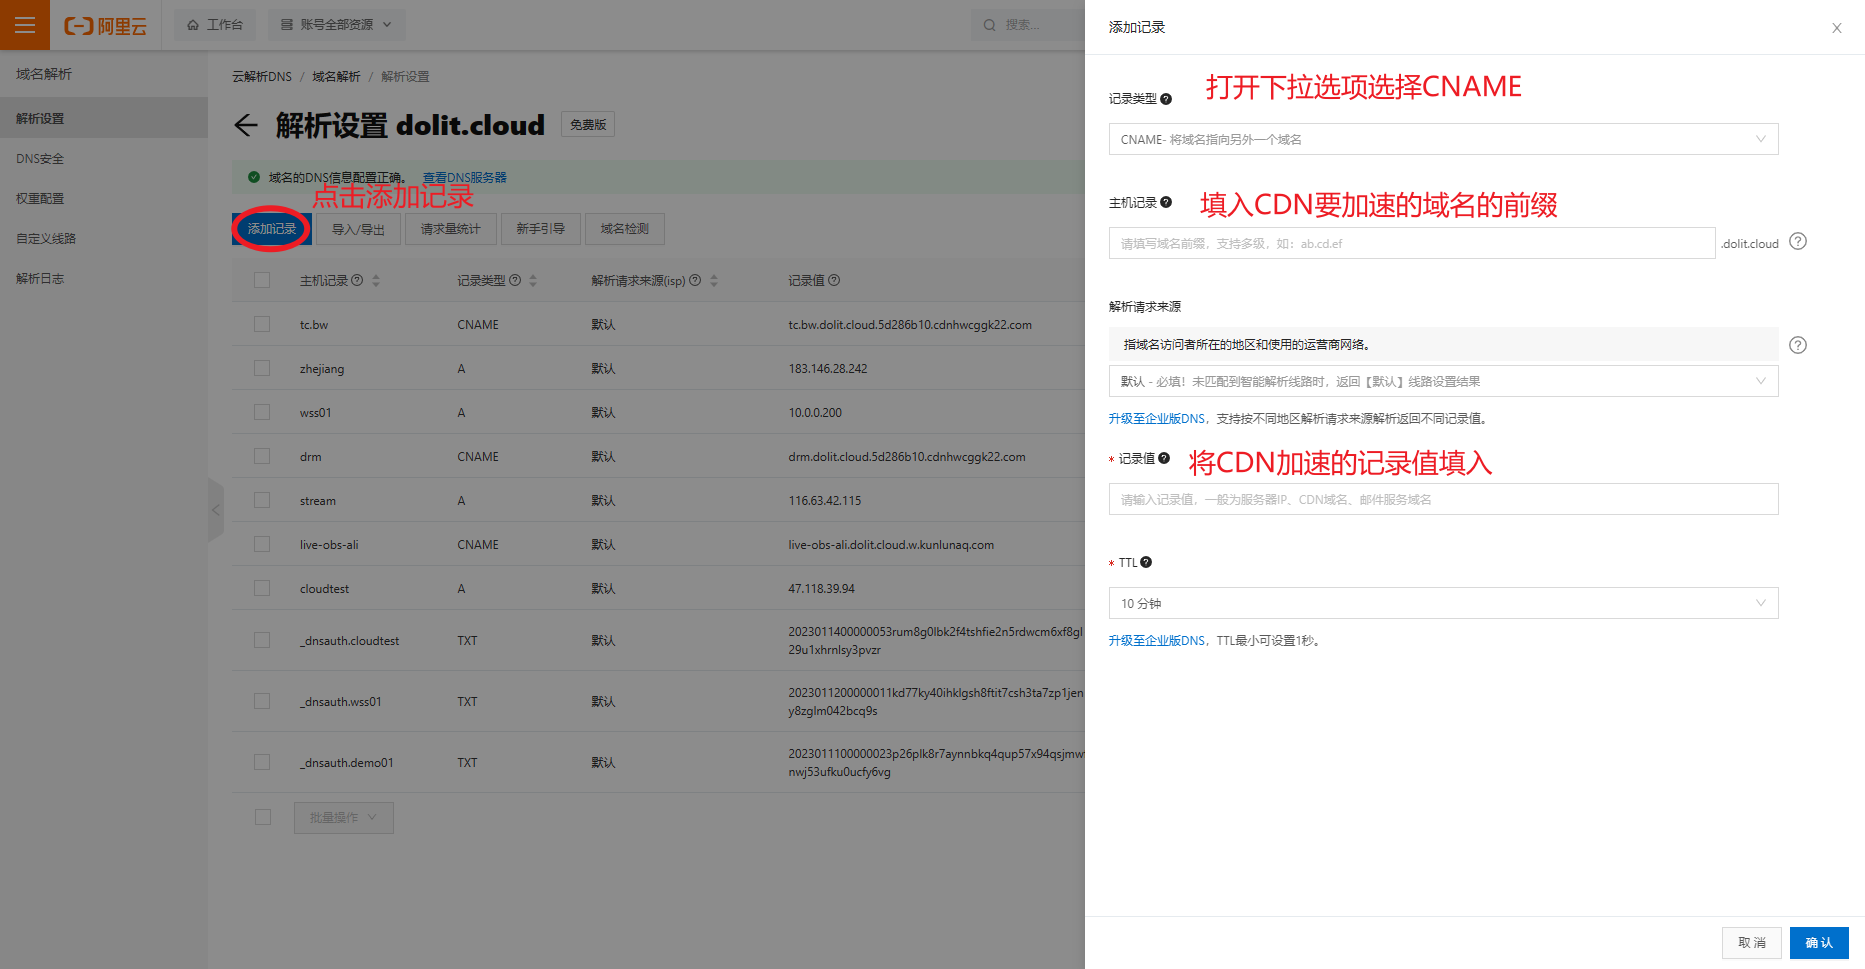 阿里云
工作台
账号全部资源
搜索...
域名解析
解析设置
DNS安全
权重配置
自定义线路
解析日志
云解析DNS / 域名解析 / 解析设置
解析设置 dolit.cloud
免费版
域名的DNS信息配置正确。 查看DNS服务器
点击添加记录
添加记录
导入/导出
请求量统计
新手引导
域名检测
主机记录 记录类型 解析请求来源(isp) 记录值
tc.bw CNAME 默认 tc.bw.dolit.cloud.5d286b10.cdnhwcggk22.com
zhejiang A 默认 183.146.28.242
wss01 A 默认 10.0.0.200
drm CNAME 默认 drm.dolit.cloud.5d286b10.cdnhwcggk22.com
stream A 默认 116.63.42.115
live-obs-ali CNAME 默认 live-obs-ali.dolit.cloud.w.kunlunaq.com
cloudtest A 默认 47.118.39.94
_dnsauth.cloudtest TXT 默认 2023011400000053rum8g0lbk2f4tshfie2n5rdwcm6xf8gl
29u1xhrnlsy3pvzr
_dnsauth.wss01 TXT 默认 2023011200000011kd77ky40ihklgsh8ftit7csh3ta7zp1jen
y8zglm042bcq9s
_dnsauth.demo01 TXT 默认 2023011100000023p26plk8r7aynnbkq4qup57x94qsjmw
nwj53ufku0ucfy6vg
批量操作
添加记录
记录类型
打开下拉选项选择CNAME
CNAME- 将域名指向另外一个域名
主机记录
填入CDN要加速的域名的前缀
请填写域名前缀，支持多级，如：ab.cd.ef
.dolit.cloud
解析请求来源
指域名访问者所在的地区和使用的运营商网络。
默认 - 必填！未匹配到智能解析线路时，返回【默认】线路设置结果
升级至企业版DNS，支持按不同地区解析请求来源解析返回不同记录值。
* 记录值
将CDN加速的记录值填入
请输入记录值，一般为服务器IP、CDN域名、邮件服务域名
* TTL
10 分钟
升级至企业版DNS，TTL最小可设置1秒。
取 消
确 认